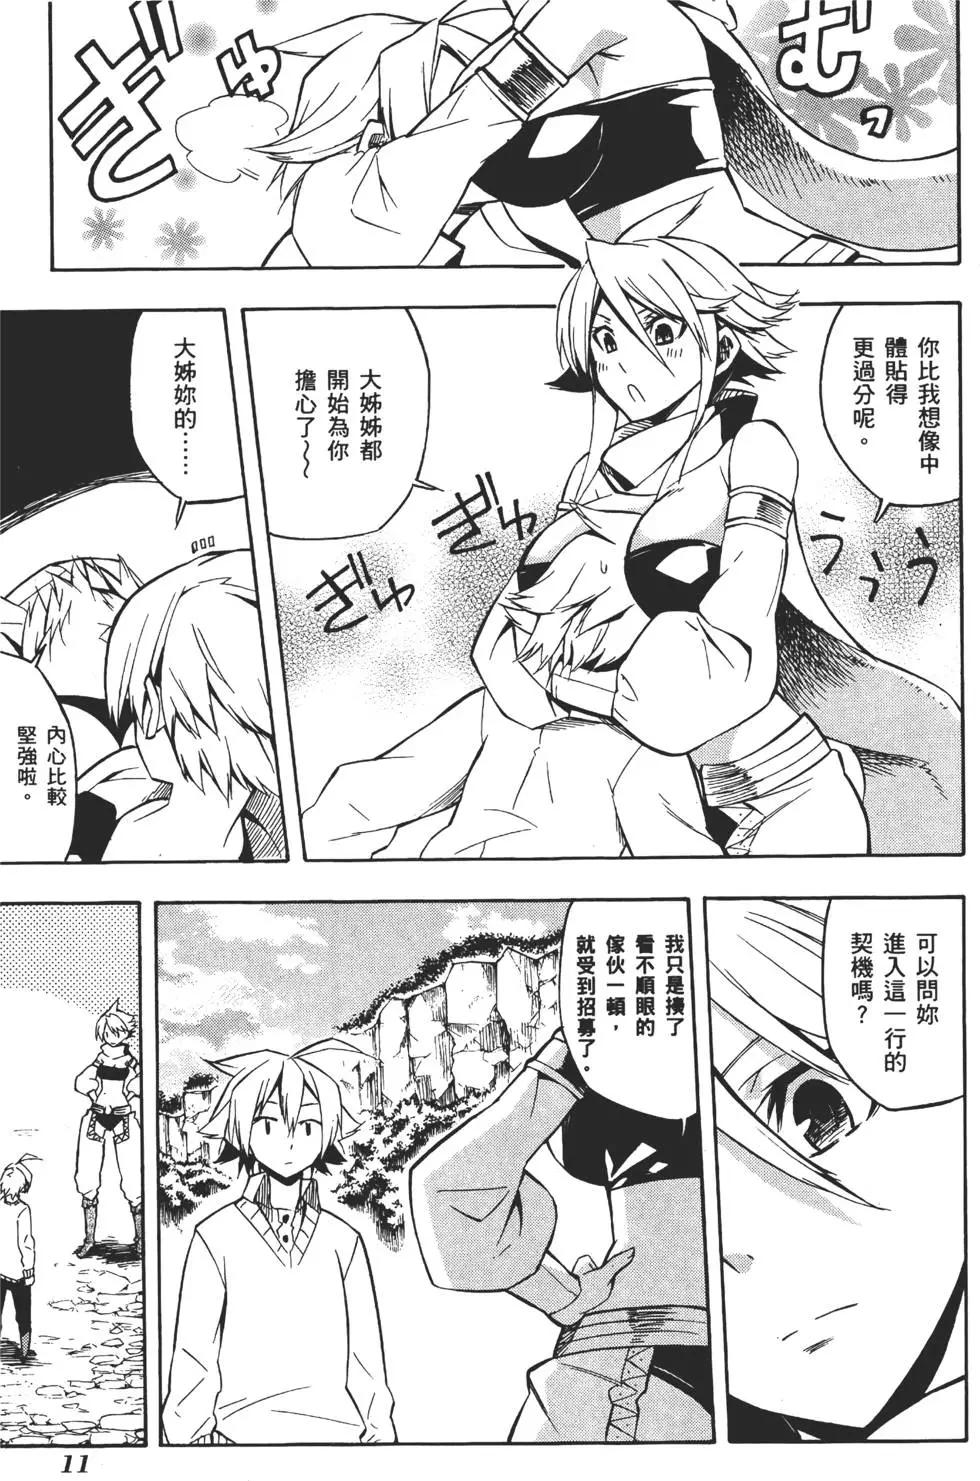 むぎゅっ
ぎゅ
你比我想像中
體貼得
更過分呢。
うぅぅう
ぎゅ
ぎゅ
大姊姊都
開始為你
擔心了～
大姊妳的……
內心比較
堅強啦。
可以問妳
進入這一行的
契機嗎？
我只是揍了
看不順眼的
傢伙一頓，
就受到招募了。
11